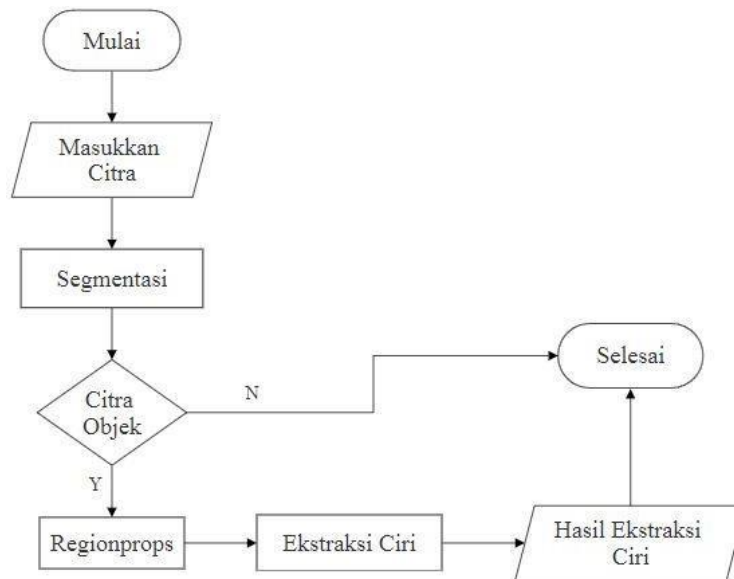 Mulai
Masukkan
Citra
Segmentasi
Citra
Objek
N
Selesai
Y
Regionprops
Ekstraksi Ciri
Hasil Ekstraksi
Ciri